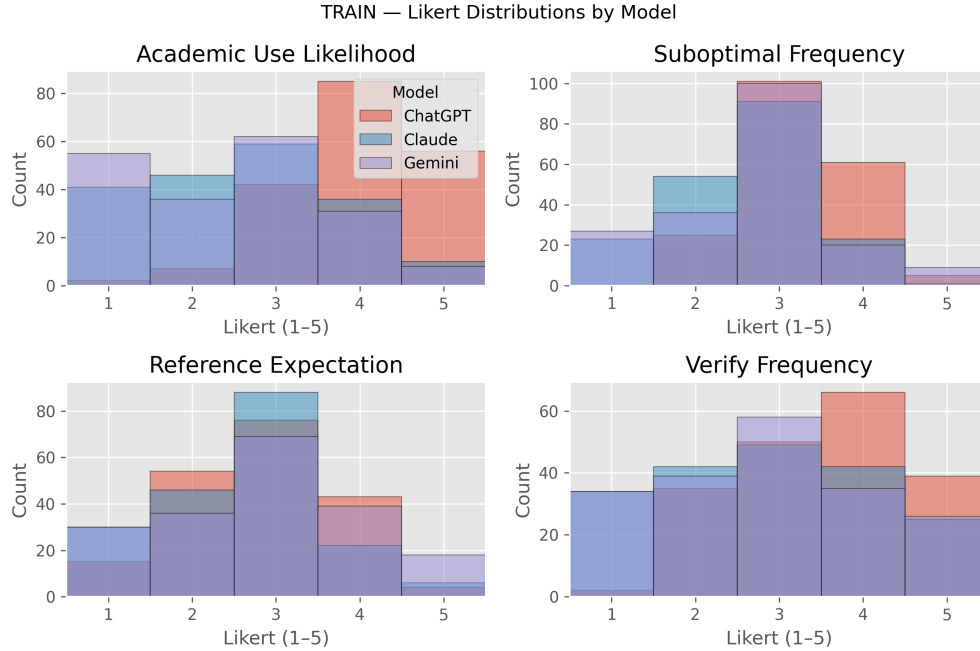 TRAIN — Likert Distributions by Model
Academic Use Likelihood
Count
80
60
40
20
0
1 2 3 4 5
Likert (1–5)
Model
ChatGPT
Claude
Gemini
Suboptimal Frequency
Count
100
80
60
40
20
0
1 2 3 4 5
Likert (1–5)
Reference Expectation
Count
80
60
40
20
0
1 2 3 4 5
Likert (1–5)
Verify Frequency
Count
60
40
20
0
1 2 3 4 5
Likert (1–5)